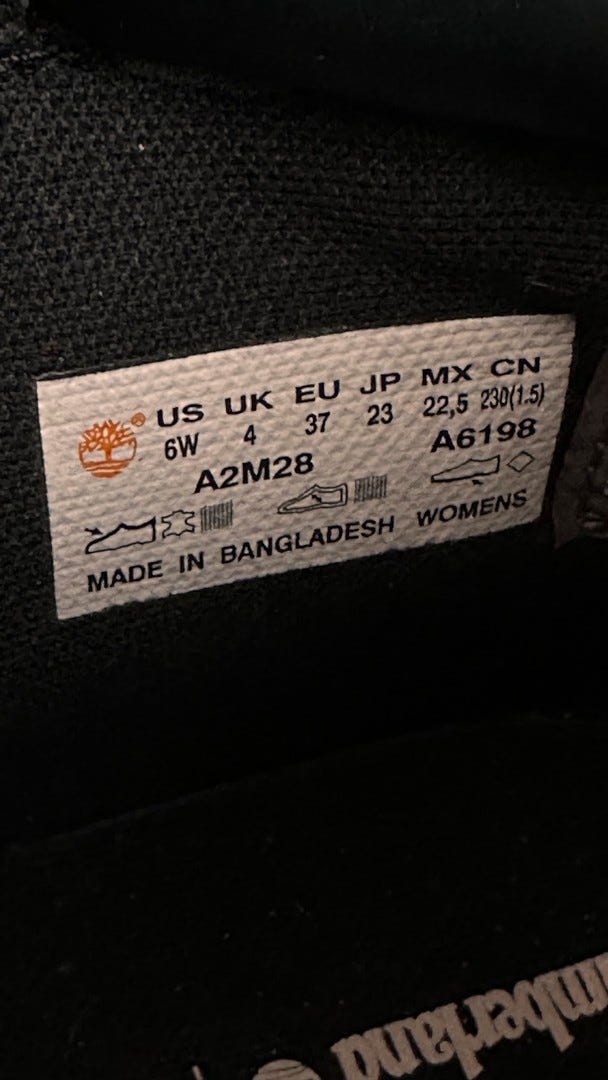 ® US UK EU JP MX CN
6W 4 37 23 22,5 230(1.5)
A2M28 A6198
MADE IN BANGLADESH WOMENS
mberland